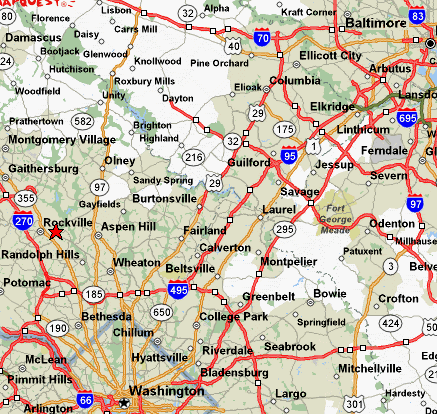 MAPQUEST
Lisbon
Alpha
Kraft Corner
83
Florence
32
Baltimore
Carrs Mill
70
Daisy
Damascus
40
Bootjack
Glenwood
Ellicott City
24
Knollwood
Pine Orchard
Hutchison
Arbutus
Roxbury Mills
Columbia
Woodfield
Unity
Elioak
Dayton
Lansdo
Elkridge
29
Prathertown
582
695
Brighton
175
Linthicum
Montgomery Village
Highland
32
1
Ferndale
Olney
216
Guilford
95
Jessup
Gaithersburg
Severn
Sandy Spring
29
97
355
Burtonsville
Savage
Gayfields
97
Laurel
Fort
George
Meade
270
Rockville
Aspen Hill
Fairland
295
Odenton
Millhouse
Calverton
Randolph Hills
Patuxent
Wheaton
Beltsville
Montpelier
3
Belve
Potomac
495
185
Greenbelt
Bowie
Crofton
650
Bethesda
College Park
Springfield
424
50
190
Chillum
Riverdale
Seabrook
McLean
Hyattsville
Edg
Bladensburg
Mitchellville
Pimmit Hills
Washington
Largo
Hardesty
66
301
Arlington